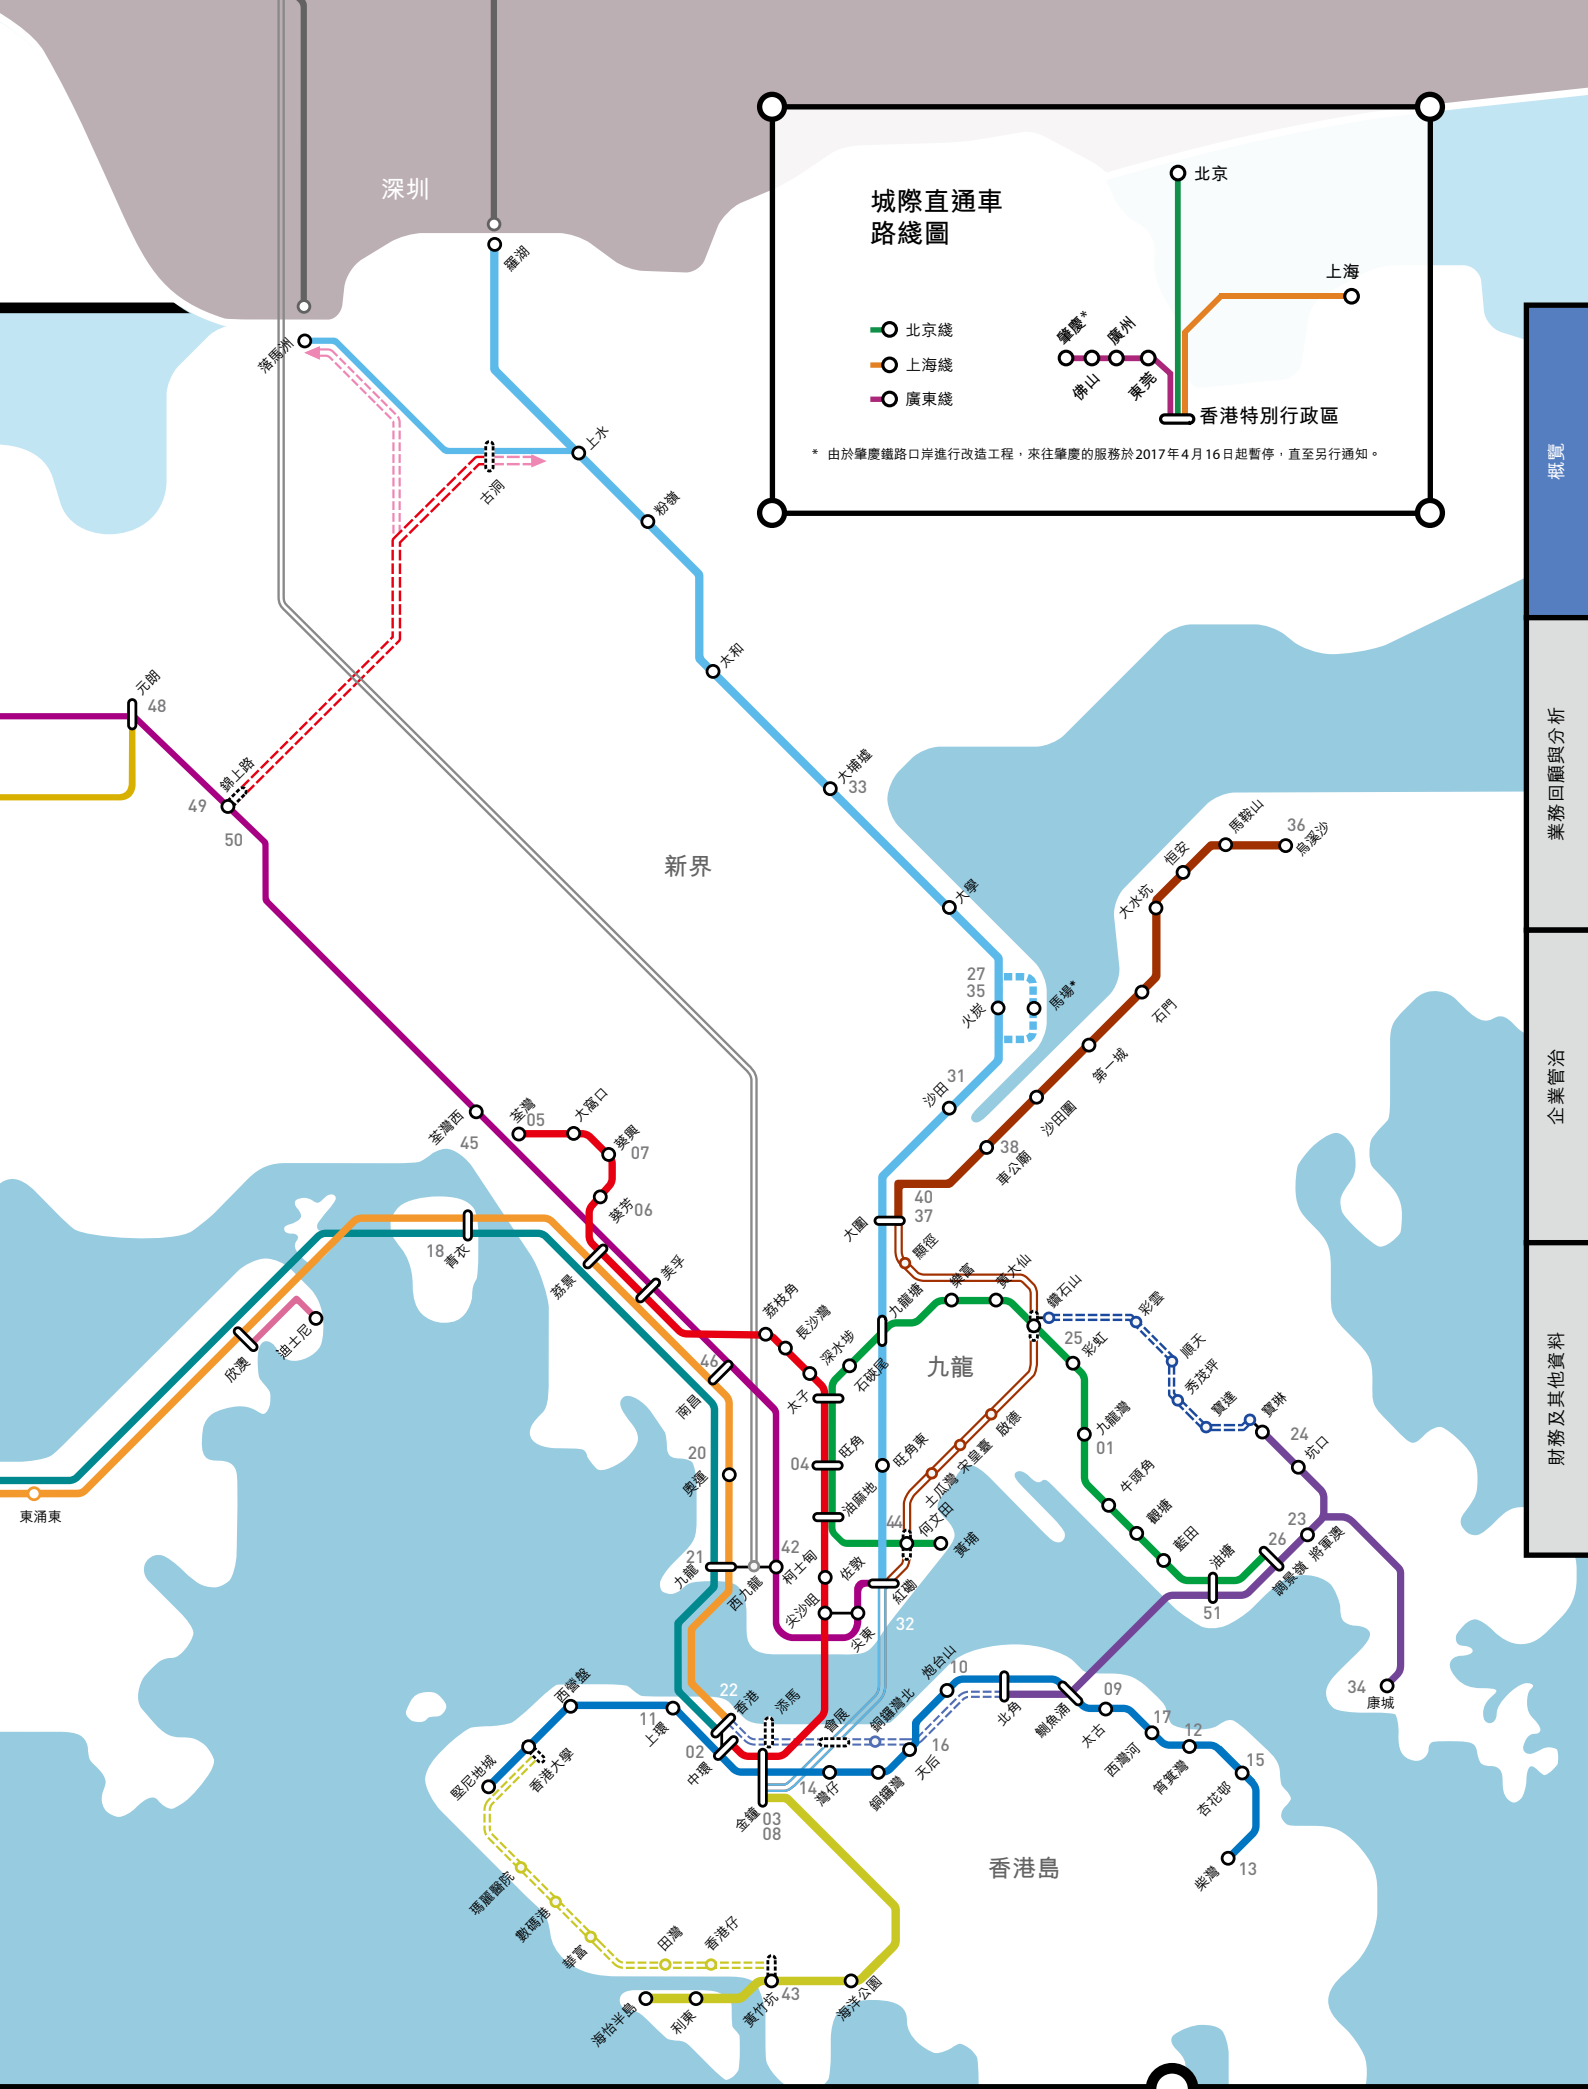 深圳
羅湖
落馬洲
古洞
上水
粉嶺
太和
大埔墟
33
城際直通車
路綫圖
北京
上海
北京綫
上海綫
廣東綫
肇慶*
廣州
佛山
東莞
香港特別行政區
* 由於肇慶鐵路口岸進行改造工程，來往肇慶的服務於2017年4月16日起暫停，直至另行通知。
概覽
業務回顧與分析
企業管治
財務及其他資料
元朗
48
錦上路
49
50
新界
大學
27
35
火炭
馬場*
沙田
31
烏溪沙
36
馬鞍山
恒安
大水坑
石門
第一城
沙田圍
38
車公廟
40
37
大圍
顯徑
荃灣西
45
荃灣
05
大窩口
葵興
07
葵芳
06
荔景
美孚
18
青衣
欣澳
迪士尼
東涌東
荔枝角
長沙灣
深水埗
石硤尾
太子
46
南昌
20
奧運
21
九龍
西九龍
42
柯士甸
04
旺角
油麻地
佐敦
尖沙咀
尖東
旺角東
紅磡
32
九龍塘
樂富
黃大仙
鑽石山
九龍
25
彩虹
九龍灣
01
牛頭角
觀塘
藍田
油塘
51
26
調景嶺
23
將軍澳
24
坑口
寶琳
寶達
秀茂坪
順天
彩雲
啟德
宋皇臺
土瓜灣
44
何文田
黃埔
34
康城
22
香港
添馬
會展
銅鑼灣北
炮台山
10
北角
鰂魚涌
09
太古
17
西灣河
12
筲箕灣
15
杏花邨
13
柴灣
16
天后
銅鑼灣
14
灣仔
金鐘
03
08
02
中環
11
上環
西營盤
香港大學
堅尼地城
瑪麗醫院
數碼港
華富
田灣
香港仔
黃竹坑
43
海洋公園
利東
海怡半島
香港島